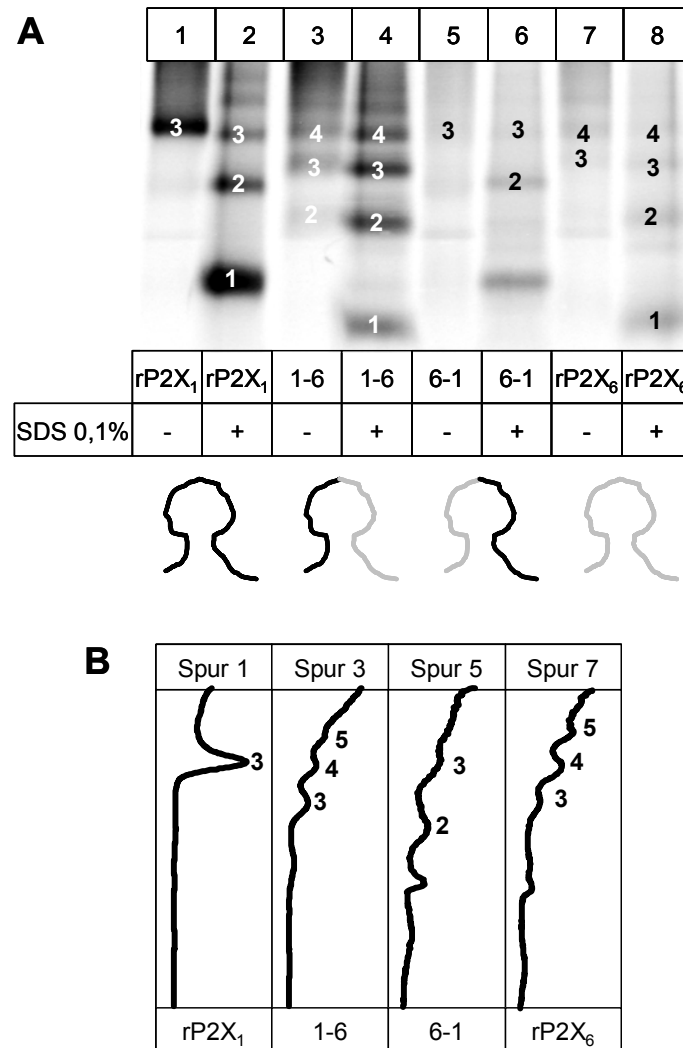 A
1 2 3 4 5 6 7 8
3 3 4 4 3 3 4 4
3 3 3 3
2 2
2 2 2
1
1 1
rP2X₁ rP2X₁ 1-6 1-6 6-1 6-1 rP2X₆ rP2X₆
SDS 0,1% - + - + - + - +
B
Spur 1 Spur 3 Spur 5 Spur 7
3 5 4 3 3 2 5 4 3
rP2X₁ 1-6 6-1 rP2X₆